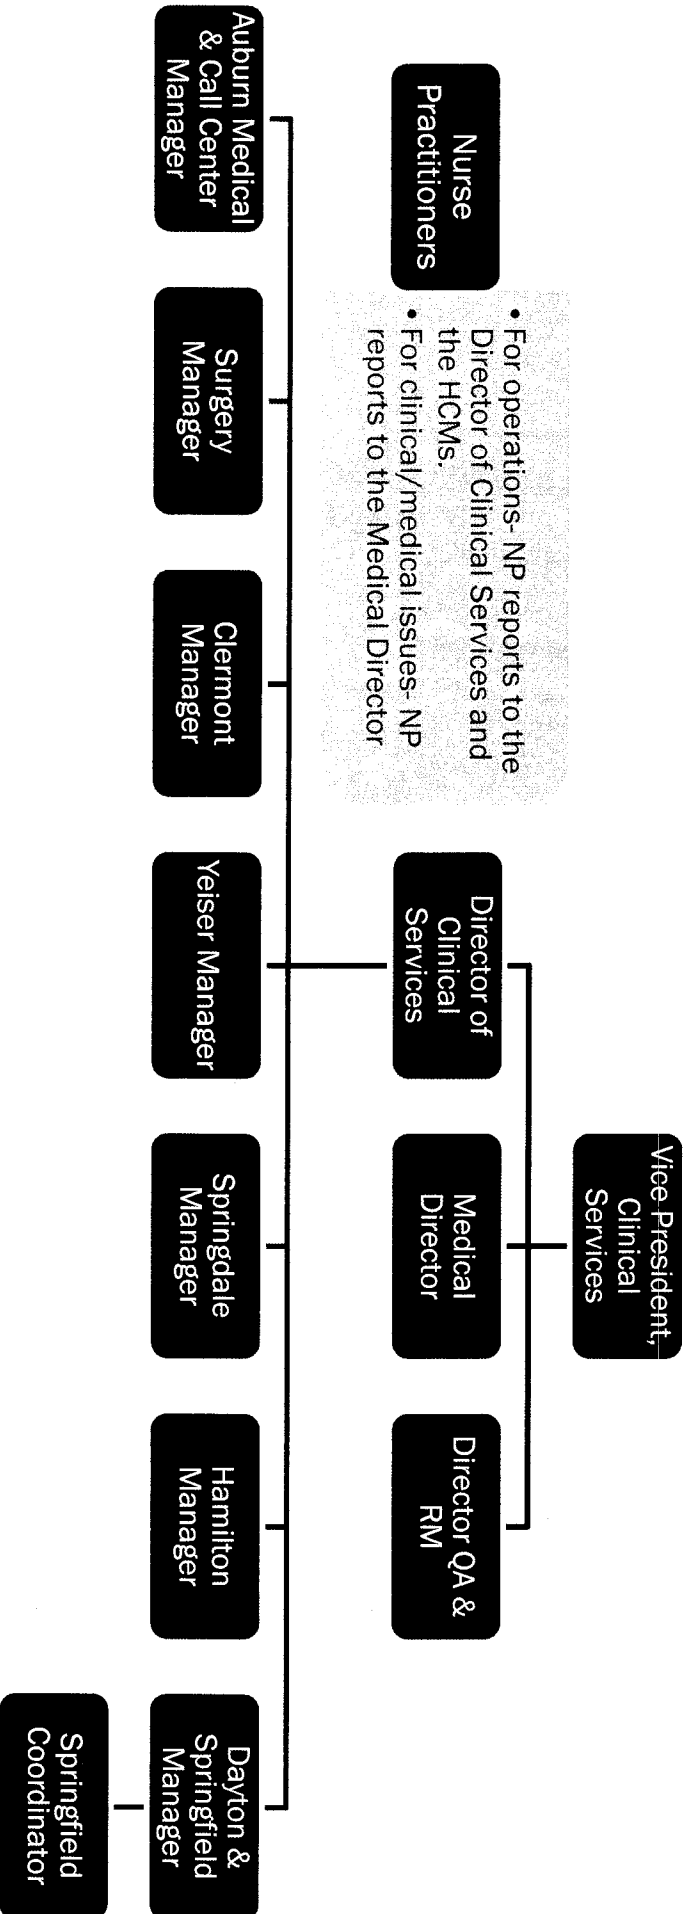 Vice President,
Clinical
Services
Nurse
Practitioners
• For operations- NP reports to the
Director of Clinical Services and
the HCMs.
• For clinical/medical issues- NP
reports to the Medical Director
Director of
Clinical
Services
Medical
Director
Director QA &
RM
Auburn Medical
& Call Center
Manager
Surgery
Manager
Clermont
Manager
Yeiser Manager
Springdale
Manager
Hamilton
Manager
Dayton &
Springfield
Manager
Springfield
Coordinator